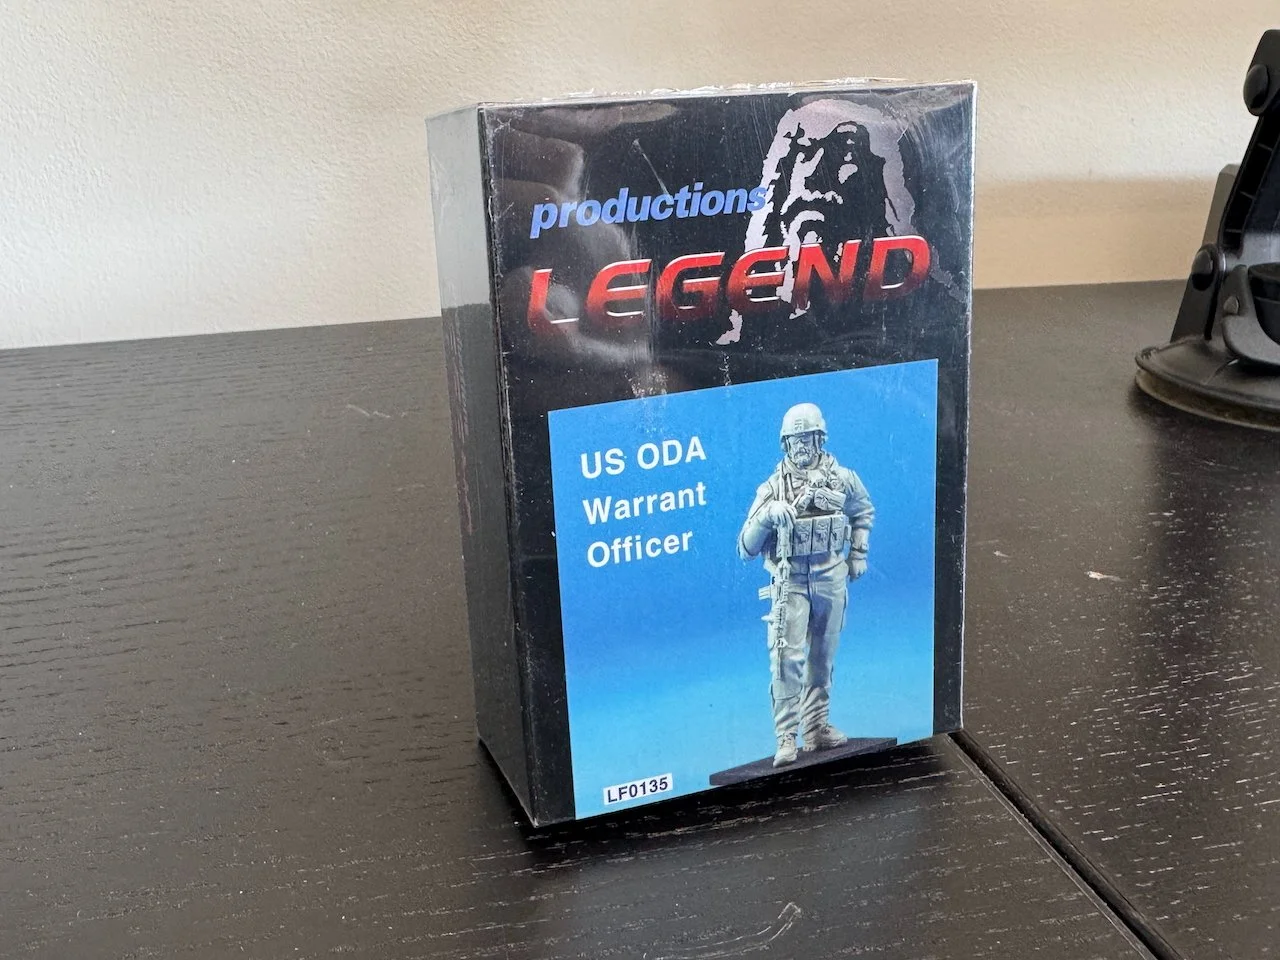 productions
LEGEND
US ODA
Warrant
Officer
LF0135